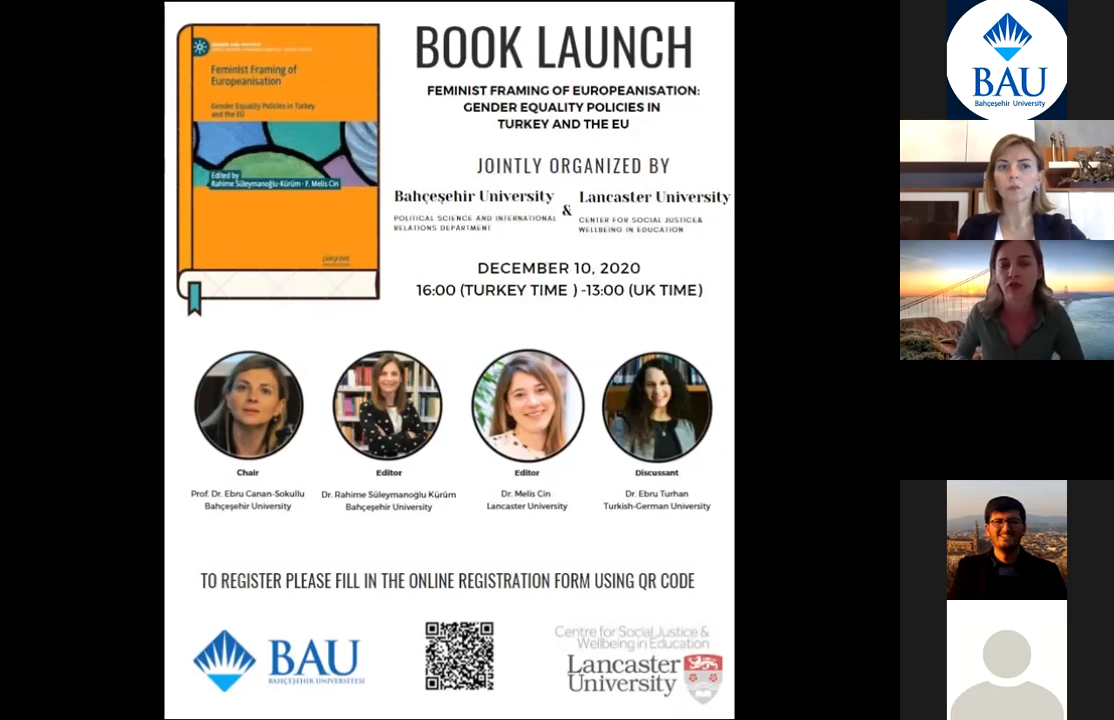 GENDER AND POLITICS
Feminist Framing of
Europeanisation
Gender Equality Policies in Turkey
and the EU
Edited by
Rahime Süleymanoğlu-Kürüm · F. Melis Cin
palgrave
BOOK LAUNCH
FEMINIST FRAMING OF EUROPEANISATION:
GENDER EQUALITY POLICIES IN
TURKEY AND THE EU
JOINTLY ORGANIZED BY
Bahçeşehir University & Lancaster University
POLITICAL SCIENCE AND INTERNATIONAL
RELATIONS DEPARTMENT
CENTER FOR SOCIAL JUSTICE&
WELLBEING IN EDUCATION
DECEMBER 10, 2020
16:00 (TURKEY TIME ) -13:00 (UK TIME)
Chair
Prof. Dr. Ebru Canan-Sokullu
Bahçeşehir University
Editor
Dr. Rahime Süleymanoğlu Kürüm
Bahçeşehir University
Editor
Dr. Melis Cin
Lancaster University
Discussant
Dr. Ebru Turhan
Turkish-German University
TO REGISTER PLEASE FILL IN THE ONLINE REGISTRATION FORM USING QR CODE
BAU
BAHÇEŞEHİR ÜNİVERSİTESİ
Centre for Social Justice &
Wellbeing in Education
Lancaster
University
BAU
Bahçeşehir University